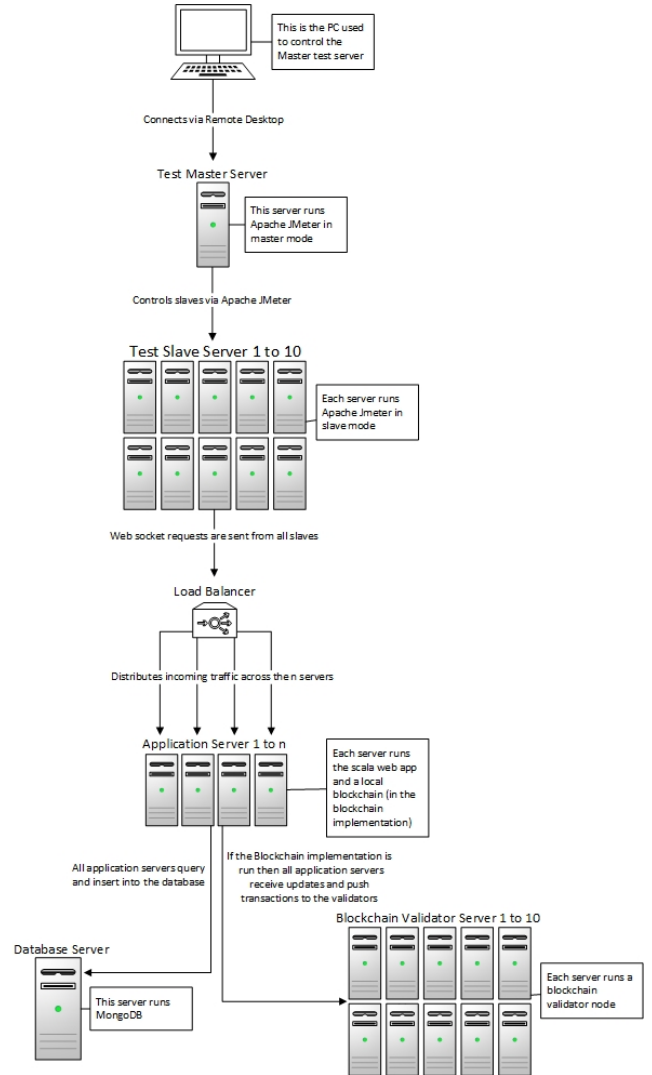 This is the PC used
to control the
Master test server
Connects via Remote Desktop
Test Master Server
This server runs
Apache JMeter in
master mode
Controls slaves via Apache JMeter
Test Slave Server 1 to 10
Each server runs
Apache Jmeter in
slave mode
Web socket requests are sent from all slaves
Load Balancer
Distributes incoming traffic across the n servers
Application Server 1 to n
Each server runs
the scala web app
and a local
blockchain (in the
blockchain
implementation)
All application servers query
and insert into the database
If the Blockchain implementation is
run then all application servers
receive updates and push
transactions to the validators
Blockchain Validator Server 1 to 10
Each server runs a
blockchain
validator node
Database Server
This server runs
MongoDB